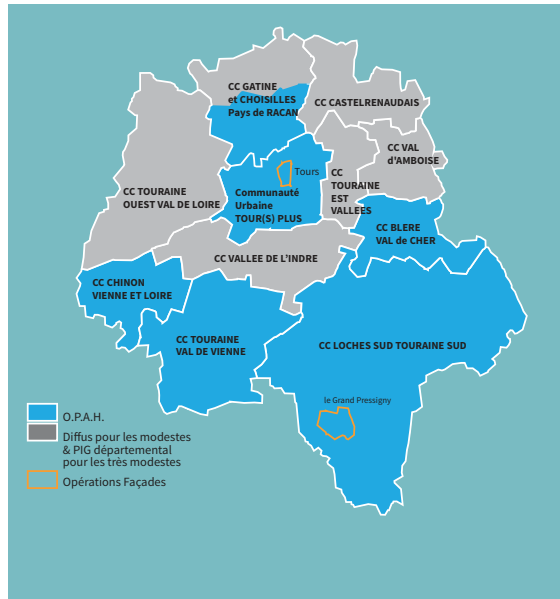 CC GATINE
et CHOISILLES
Pays de RACAN
CC CASTELRENAUDAIS
CC VAL
d'AMBOISE
Tours
CC
TOURAINE
EST
VALLEES
CC TOURAINE
OUEST VAL DE LOIRE
Communauté
Urbaine
TOUR(S) PLUS
CC BLERE
VAL de CHER
CC VALLEE DE L'INDRE
CC CHINON
VIENNE ET LOIRE
CC TOURAINE
VAL DE VIENNE
CC LOCHES SUD TOURAINE SUD
le Grand Pressigny
O.P.A.H.
Diffus pour les modestes
& PIG départemental
pour les très modestes
Opérations Façades